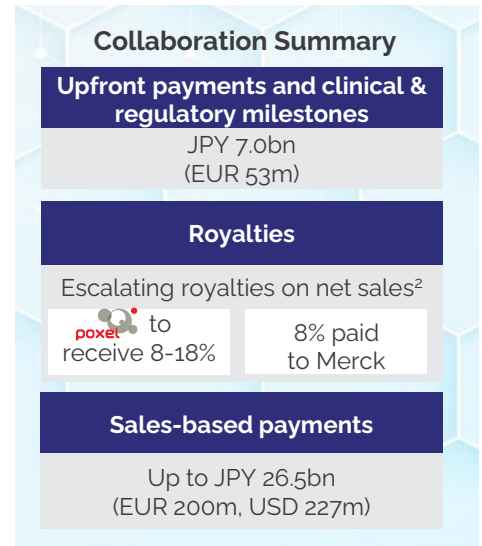 Collaboration Summary
Upfront payments and clinical &
regulatory milestones
JPY 7.0bn
(EUR 53m)
Royalties
Escalating royalties on net sales²
poxel to
receive 8-18%
8% paid
to Merck
Sales-based payments
Up to JPY 26.5bn
(EUR 200m, USD 227m)